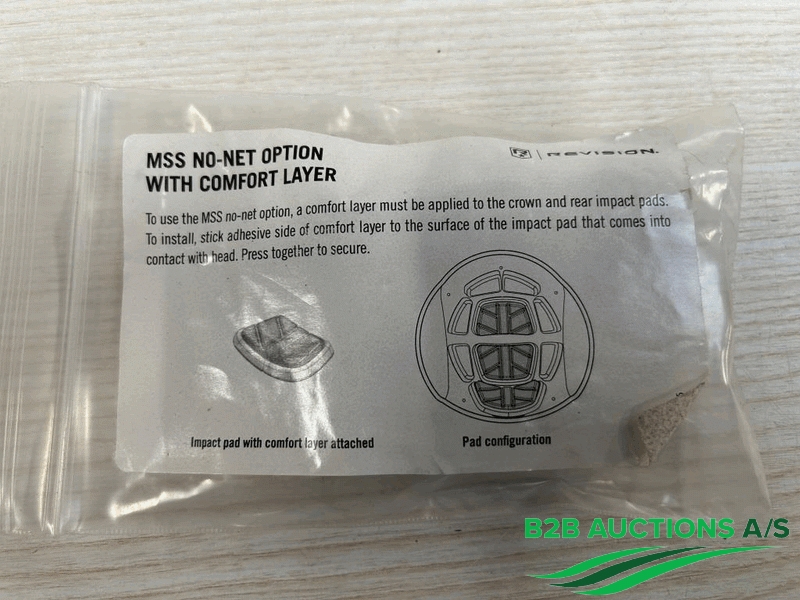 MSS NO-NET OPTION
WITH COMFORT LAYER
REVISION.
To use the MSS no-net option, a comfort layer must be applied to the crown and rear impact pads.
To install, stick adhesive side of comfort layer to the surface of the impact pad that comes into
contact with head. Press together to secure.
Impact pad with comfort layer attached
Pad configuration
B2B AUCTIONS A/S